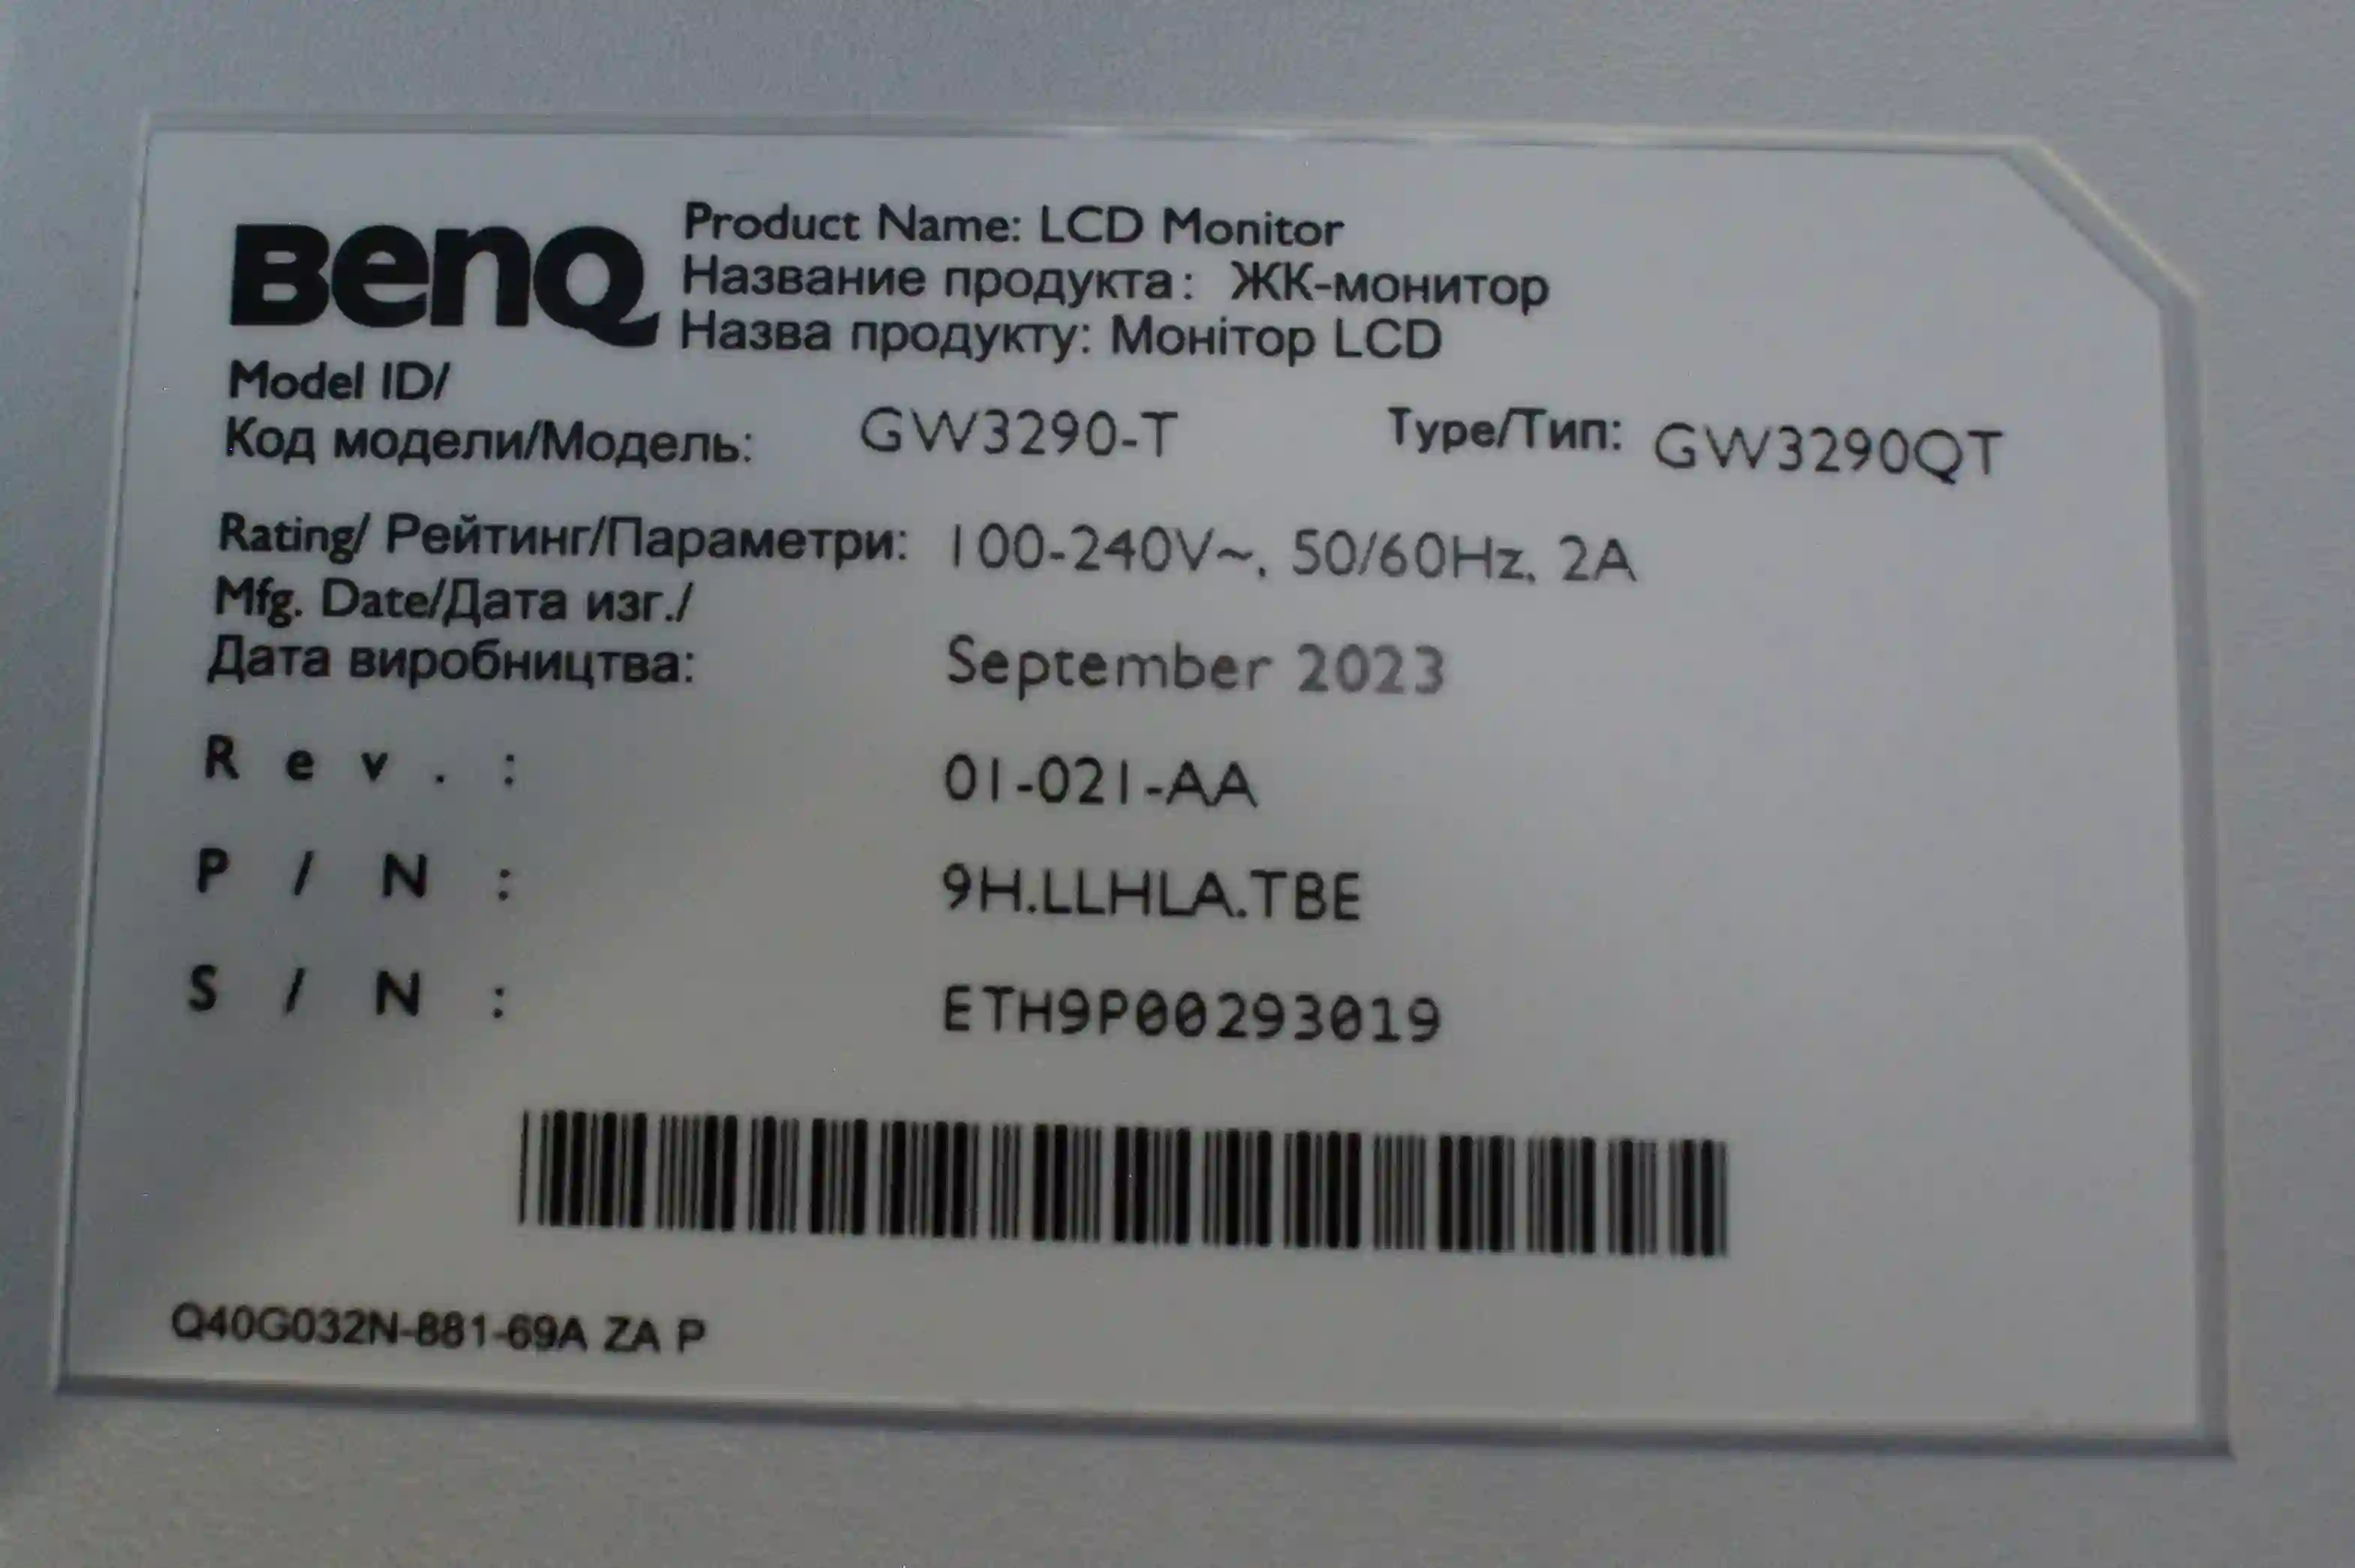 BenQ
Product Name: LCD Monitor
Название продукта: ЖК-монитор
Назва продукту: Монітор LCD
Model ID/
Код модели/Модель: GW3290-T Type/Тип: GW3290QT
Rating/ Рейтинг/Параметри: 100-240V~, 50/60Hz, 2A
Mfg. Date/Дата изг./
Дата виробництва: September 2023
Rev.: 01-021-AA
P/N: 9H.LLHLA.TBE
S/N: ETH9P00293019
Q40G032N-881-69A ZA P